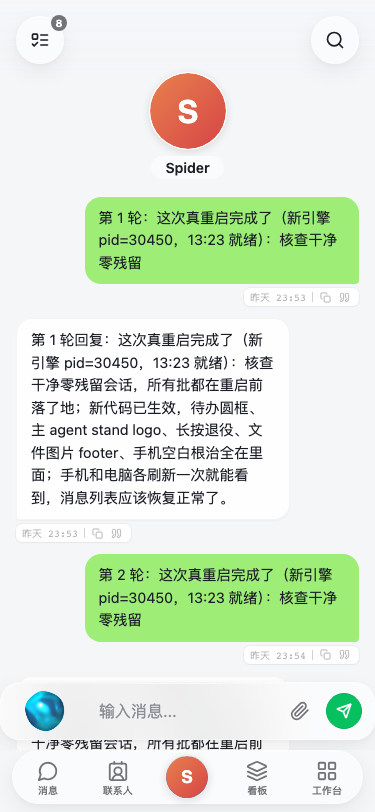 8
S
Spider
第 1 轮：这次真重启完成了（新引擎
pid=30450，13:23 就绪）：核查干净
零残留
昨天 23:53
第 1 轮回复：这次真重启完成了（新
引擎 pid=30450，13:23 就绪）：核查
干净零残留会话，所有批都在重启前
落了地；新代码已生效，待办圆框、
主 agent stand logo、长按退役、文
件图片 footer、手机空白根治全在里
面；手机和电脑各刷新一次就能看
到，消息列表应该恢复正常了。
昨天 23:53
第 2 轮：这次真重启完成了（新引擎
pid=30450，13:23 就绪）：核查干净
零残留
昨天 23:54
输入消息...
干净零残留会话，所有批都在重启前
消息
联系人
S
看板
工作台